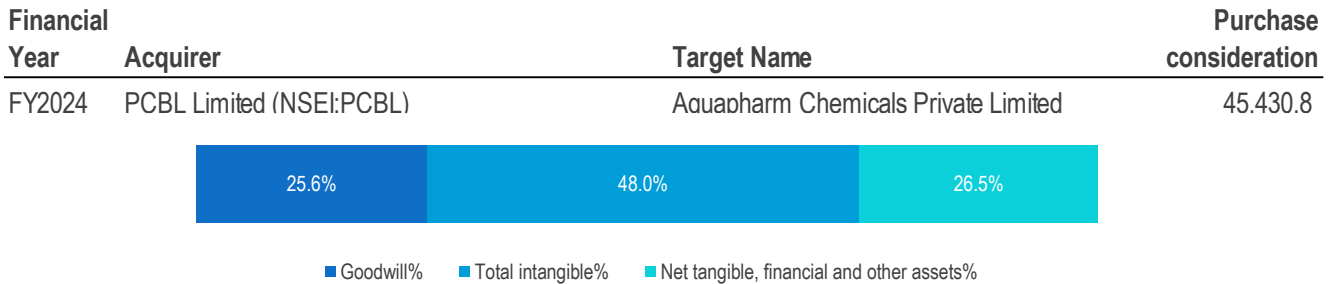 Financial Year Acquirer Target Name Purchase consideration
FY2024 PCBL Limited (NSEI:PCBL) Aquapharm Chemicals Private Limited 45,430.8
25.6% 48.0% 26.5%
Goodwill% Total intangible% Net tangible, financial and other assets%